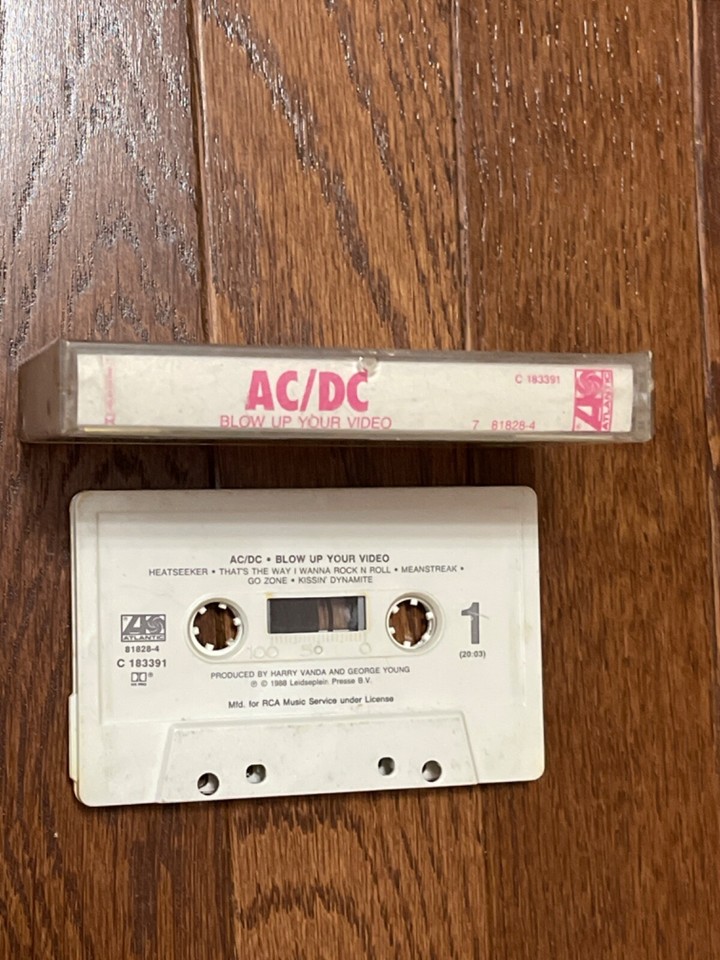 AC/DC
BLOW UP YOUR VIDEO
C 183391
7 81828-4
ATLANTIC
AC/DC • BLOW UP YOUR VIDEO
HEATSEEKER • THAT'S THE WAY I WANNA ROCK N ROLL • MEANSTREAK •
GO ZONE • KISSIN' DYNAMITE
ATLANTIC
81828-4
C 183391
100 50 0
1
(20:03)
PRODUCED BY HARRY VANDA AND GEORGE YOUNG
℗ © 1988 Leidseplein Presse B.V.
Mfd. for RCA Music Service under License